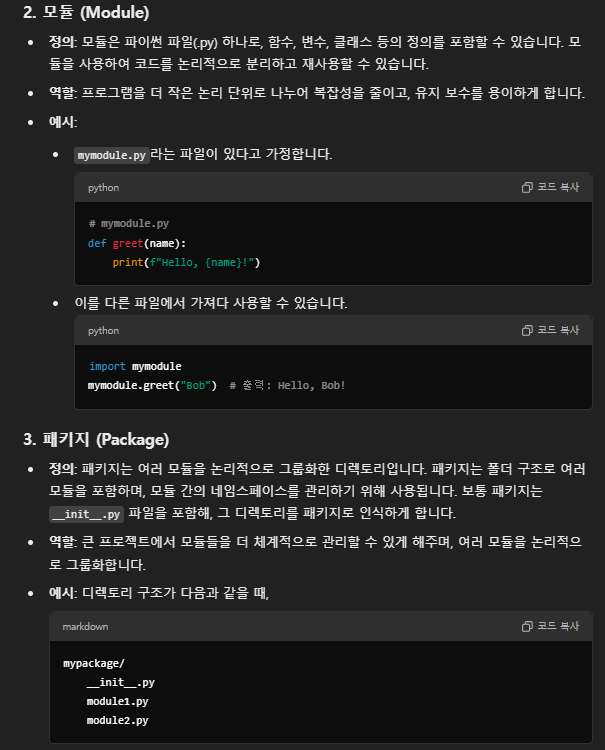 2. 모듈 (Module)
정의: 모듈은 파이썬 파일(.py) 하나로, 함수, 변수, 클래스 등의 정의를 포함할 수 있습니다. 모
듈을 사용하여 코드를 논리적으로 분리하고 재사용할 수 있습니다.
역할: 프로그램을 더 작은 논리 단위로 나누어 복잡성을 줄이고, 유지 보수를 용이하게 합니다.
예시:
mymodule.py라는 파일이 있다고 가정합니다.
python 코드 복사
# mymodule.py
def greet(name):
    print(f"Hello, {name}!")
이를 다른 파일에서 가져다 사용할 수 있습니다.
python 코드 복사
import mymodule
mymodule.greet("Bob")  # 출력: Hello, Bob!
3. 패키지 (Package)
정의: 패키지는 여러 모듈을 논리적으로 그룹화한 디렉토리입니다. 패키지는 폴더 구조로 여러
모듈을 포함하며, 모듈 간의 네임스페이스를 관리하기 위해 사용됩니다. 보통 패키지는
__init__.py 파일을 포함해, 그 디렉토리를 패키지로 인식하게 합니다.
역할: 큰 프로젝트에서 모듈들을 더 체계적으로 관리할 수 있게 해주며, 여러 모듈을 논리적으
로 그룹화합니다.
예시: 디렉토리 구조가 다음과 같을 때,
markdown 코드 복사
mypackage/
    __init__.py
    module1.py
    module2.py